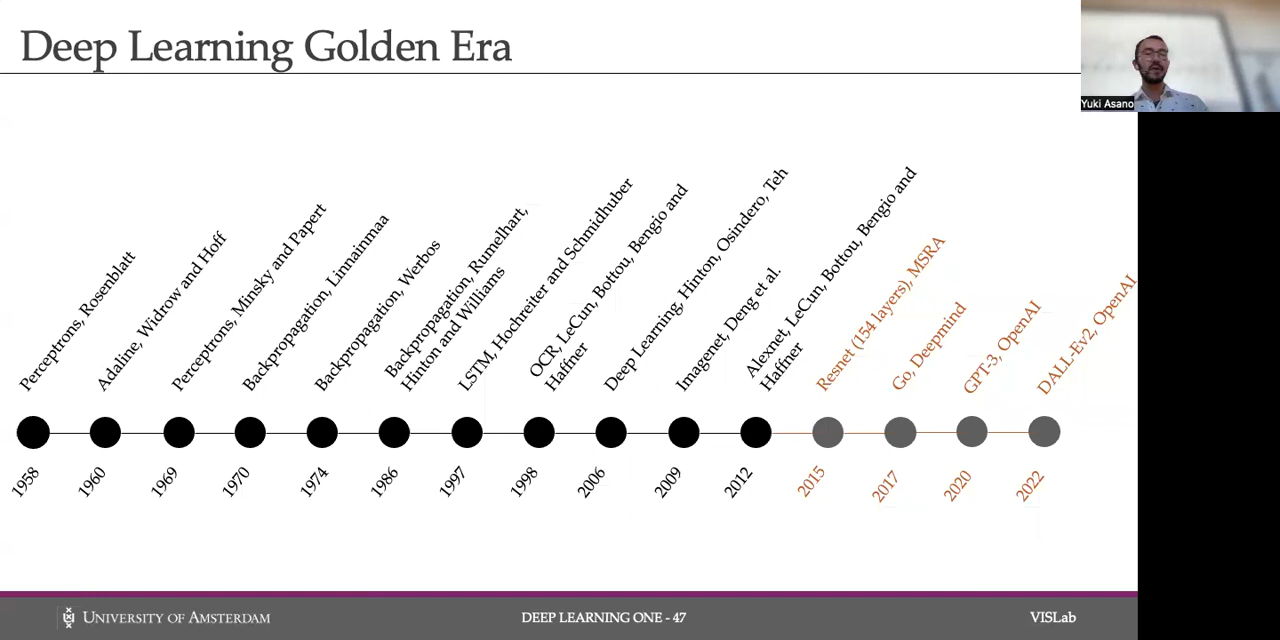 Deep Learning Golden Era
Yuki Asano
Perceptrons, Rosenblatt
Adaline, Widrow and Hoff
Perceptrons, Minsky and Papert
Backpropagation, Linnainmaa
Backpropagation, Werbos
Backpropagation, Rumelhart,
Hinton and Williams
LSTM, Hochreiter and Schmidhuber
OCR, LeCun, Bottou, Bengio and
Haffner
Deep Learning, Hinton, Osindero, Teh
Imagenet, Deng et al.
Alexnet, LeCun, Bottou, Bengio and
Haffner
Resnet (154 layers), MSRA
Go, Deepmind
GPT-3, OpenAI
DALL-Ev2, OpenAI
1958
1960
1969
1970
1974
1986
1997
1998
2006
2009
2012
2015
2017
2020
2022
UNIVERSITY OF AMSTERDAM
DEEP LEARNING ONE - 47
VISLab